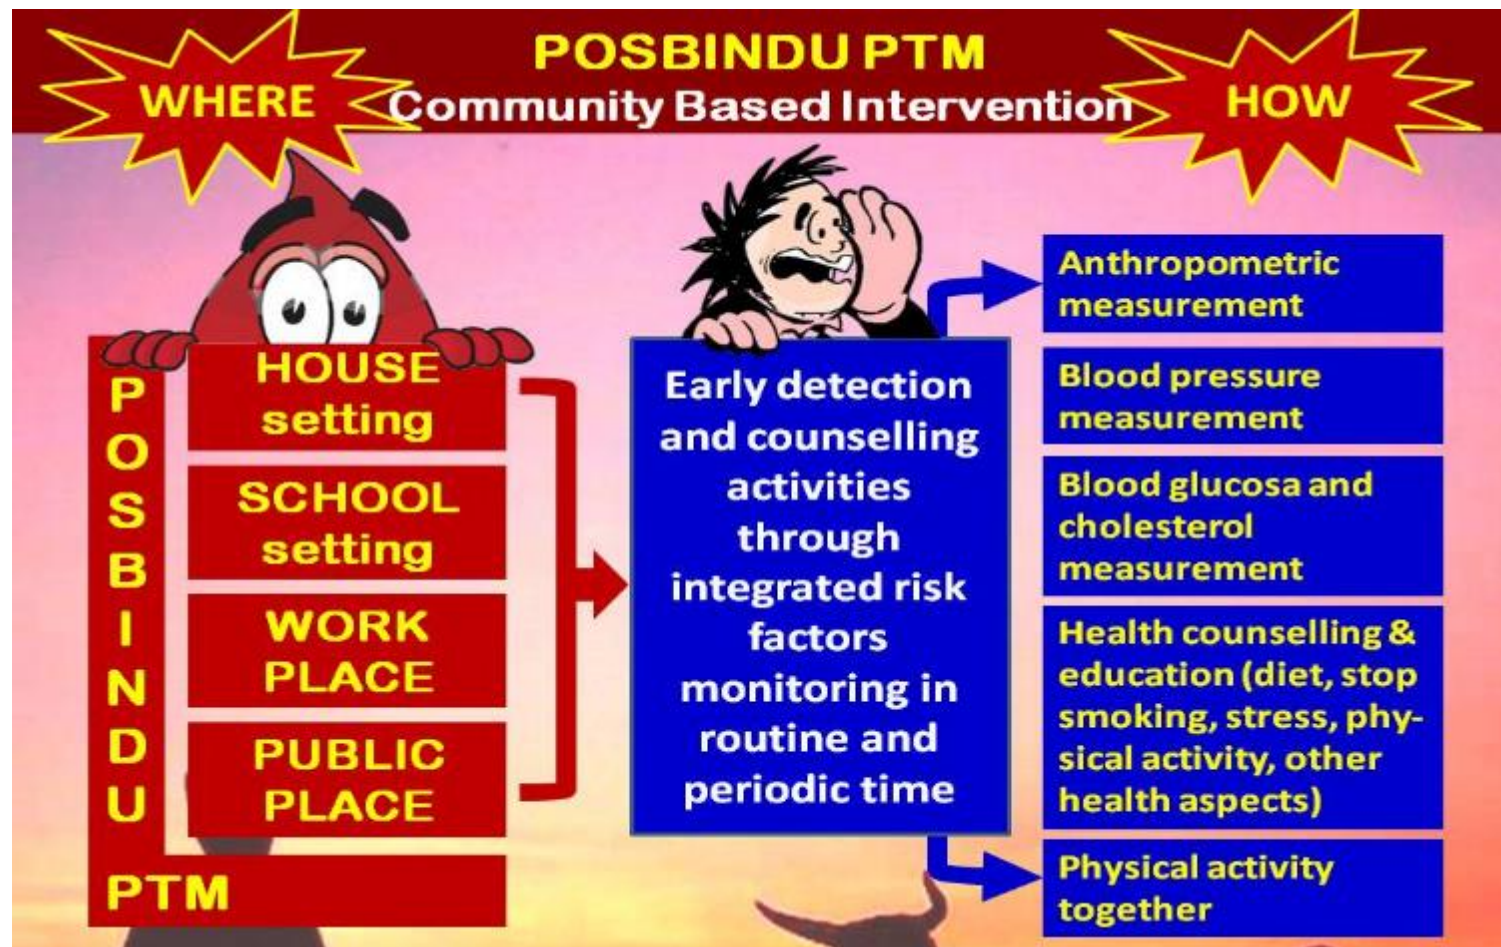 POSBINDU PTM
Community Based Intervention
WHERE
HOW
POSBINDU
PTM
HOUSE
setting
SCHOOL
setting
WORK
PLACE
PUBLIC
PLACE
Early detection
and counselling
activities
through
integrated risk
factors
monitoring in
routine and
periodic time
Anthropometric
measurement
Blood pressure
measurement
Blood glucosa and
cholesterol
measurement
Health counselling &
education (diet, stop
smoking, stress, phy-
sical activity, other
health aspects)
Physical activity
together